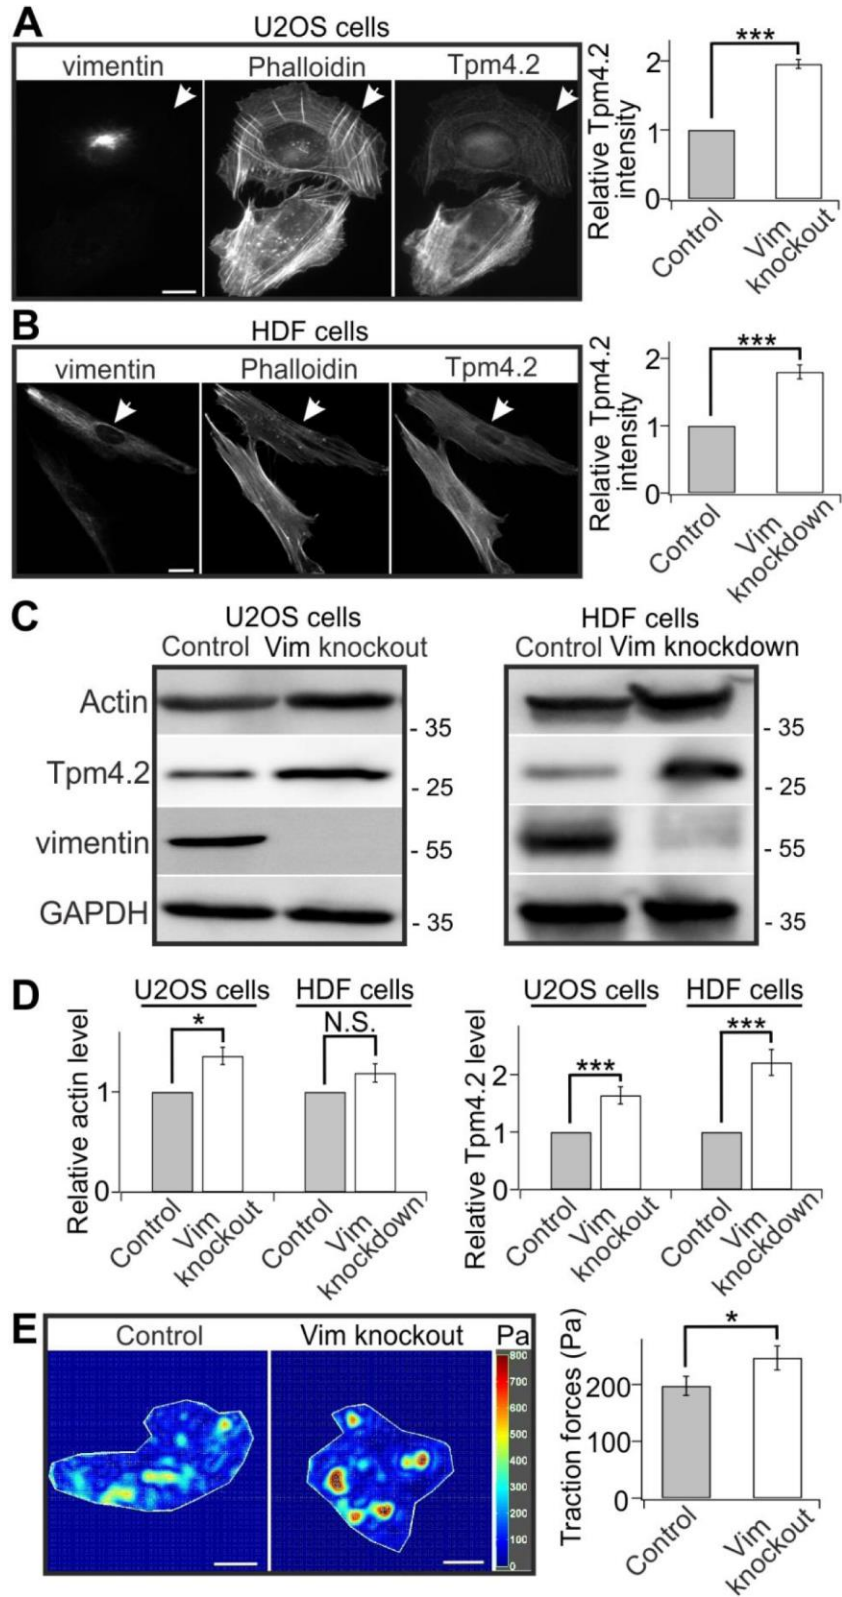 A
U2OS cells
vimentin Phalloidin Tpm4.2
Relative Tpm4.2
intensity
2
1
0
***
Control
Vim
knockout
B
HDF cells
vimentin Phalloidin Tpm4.2
Relative Tpm4.2
intensity
2
1
0
***
Control
Vim
knockdown
C
U2OS cells
Control Vim knockout
HDF cells
Control Vim knockdown
Actin
- 35
- 35
Tpm4.2
- 25
- 25
vimentin
- 55
- 55
GAPDH
- 35
- 35
D
U2OS cells HDF cells
Relative actin level
1
0
*
N.S.
Control
Vim
knockout
Control
Vim
knockdown
U2OS cells HDF cells
Relative Tpm4.2 level
2
1
0
***
***
Control
Vim
knockout
Control
Vim
knockdown
E
Control Vim knockout Pa
800
700
600
500
400
300
200
100
0
Traction forces (Pa)
200
100
0
*
Control
Vim
knockout